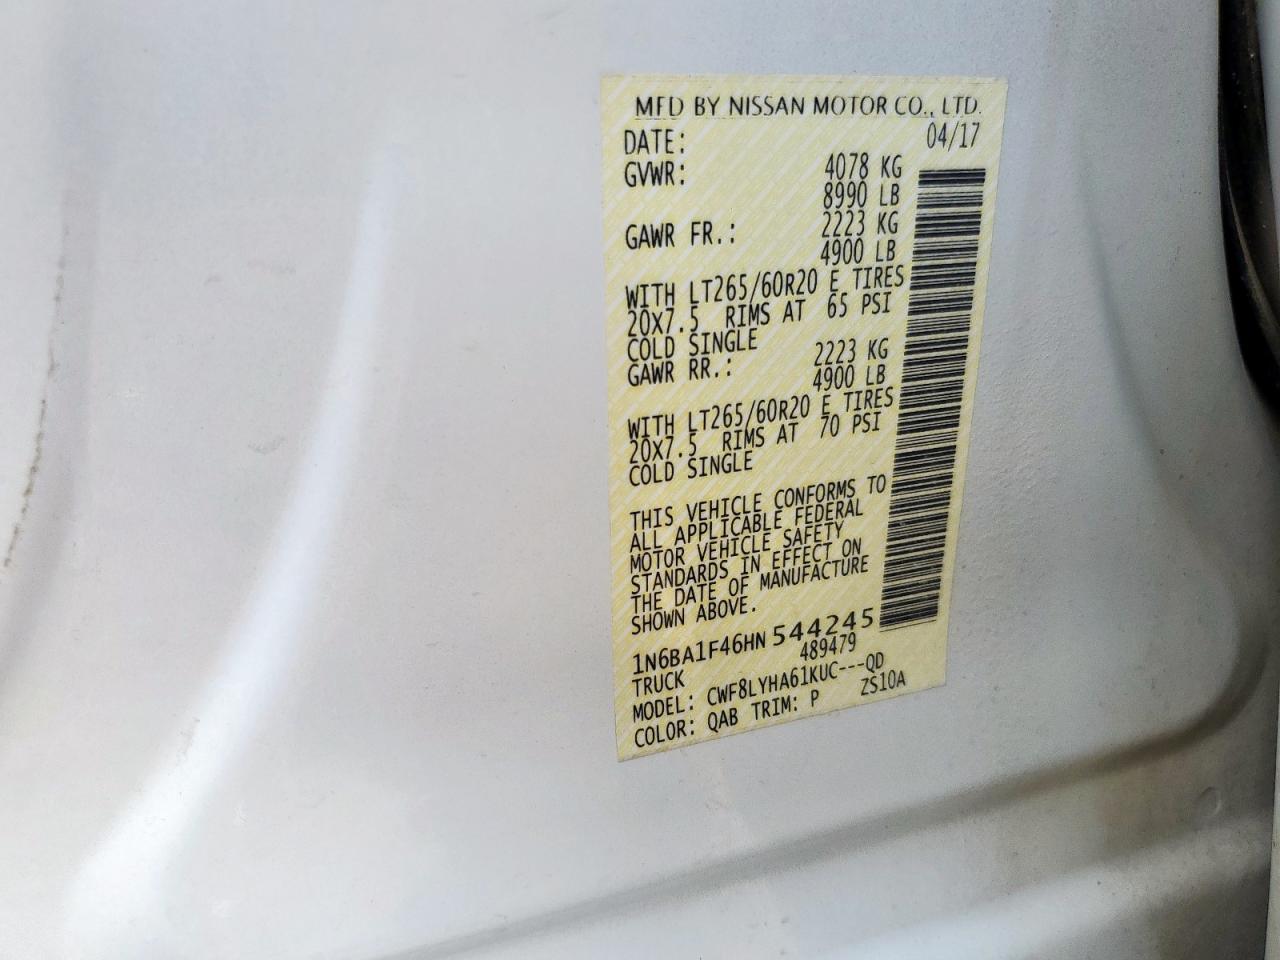 MFD BY NISSAN MOTOR CO., LTD.
DATE: 04/17
GVWR: 4078 KG
8990 LB
GAWR FR.: 2223 KG
4900 LB
WITH LT265/60R20 E TIRES
20X7.5 RIMS AT 65 PSI
COLD SINGLE
GAWR RR.: 2223 KG
4900 LB
WITH LT265/60R20 E TIRES
20X7.5 RIMS AT 70 PSI
COLD SINGLE
THIS VEHICLE CONFORMS TO
ALL APPLICABLE FEDERAL
MOTOR VEHICLE SAFETY
STANDARDS IN EFFECT ON
THE DATE OF MANUFACTURE
SHOWN ABOVE.
1N6BA1F46HN 544245
TRUCK 489479
MODEL: CWF8LYHA61KUC---QD
COLOR: QAB TRIM: P ZS10A